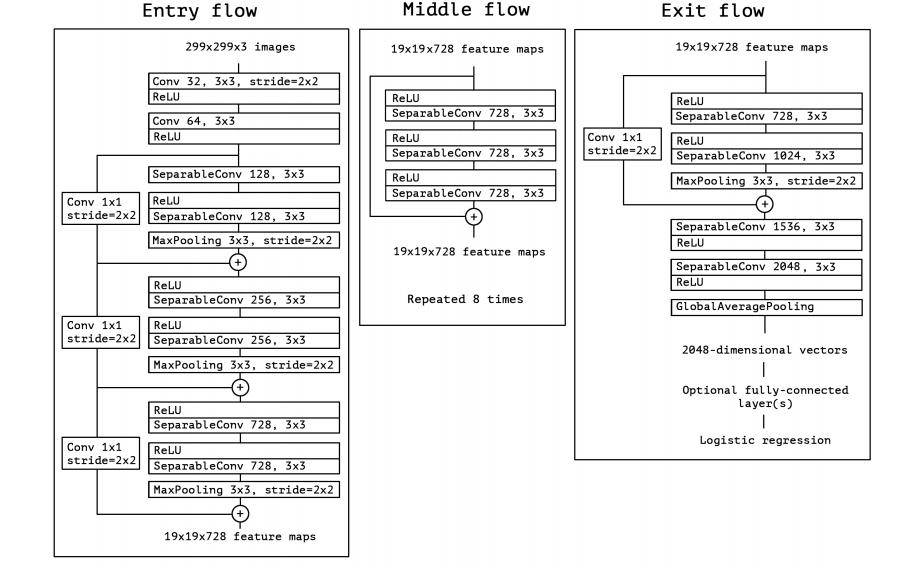 Entry flow
299x299x3 images
Conv 32, 3x3, stride=2x2
ReLU
Conv 64, 3x3
ReLU
SeparableConv 128, 3x3
Conv 1x1
stride=2x2
ReLU
SeparableConv 128, 3x3
MaxPooling 3x3, stride=2x2
+
ReLU
SeparableConv 256, 3x3
Conv 1x1
stride=2x2
ReLU
SeparableConv 256, 3x3
MaxPooling 3x3, stride=2x2
+
ReLU
SeparableConv 728, 3x3
Conv 1x1
stride=2x2
ReLU
SeparableConv 728, 3x3
MaxPooling 3x3, stride=2x2
+
19x19x728 feature maps
Middle flow
19x19x728 feature maps
ReLU
SeparableConv 728, 3x3
ReLU
SeparableConv 728, 3x3
ReLU
SeparableConv 728, 3x3
+
19x19x728 feature maps
Repeated 8 times
Exit flow
19x19x728 feature maps
ReLU
SeparableConv 728, 3x3
Conv 1x1
stride=2x2
ReLU
SeparableConv 1024, 3x3
MaxPooling 3x3, stride=2x2
+
SeparableConv 1536, 3x3
ReLU
SeparableConv 2048, 3x3
ReLU
GlobalAveragePooling
2048-dimensional vectors
Optional fully-connected
layer(s)
Logistic regression